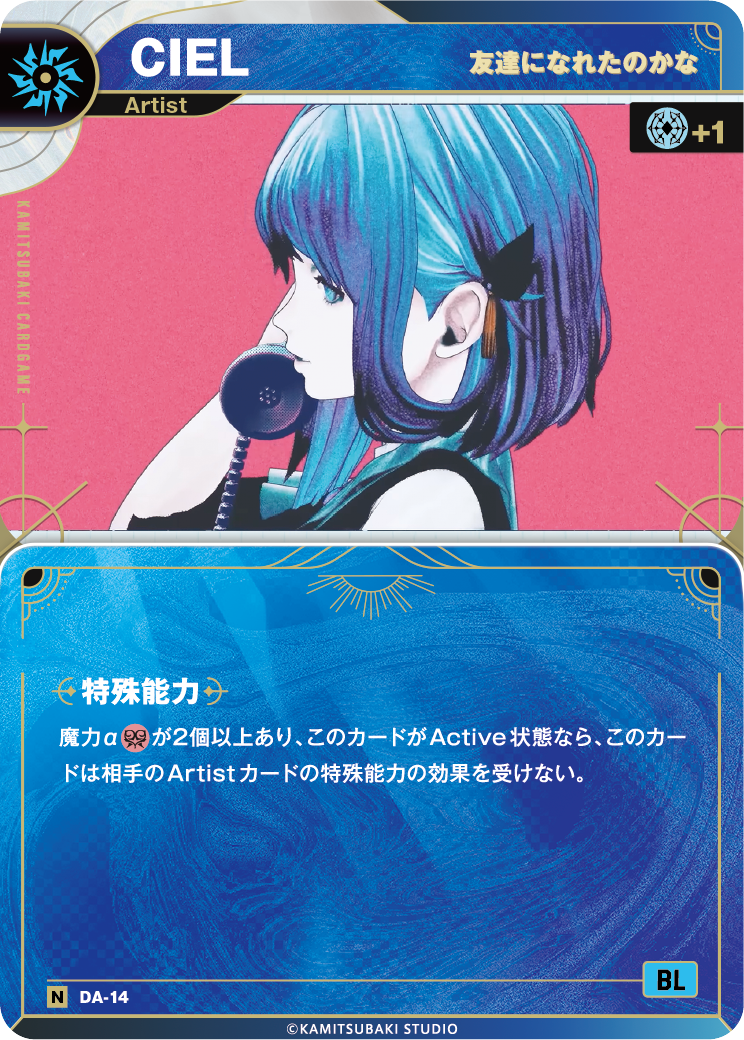 CIEL
友達になれたのかな
Artist
+1
KAMITSUBAKI CARDGAME
特殊能力
魔力αが2個以上あり、このカードがActive状態なら、このカー
ドは相手のArtistカードの特殊能力の効果を受けない。
BL
N DA-14
©KAMITSUBAKI STUDIO